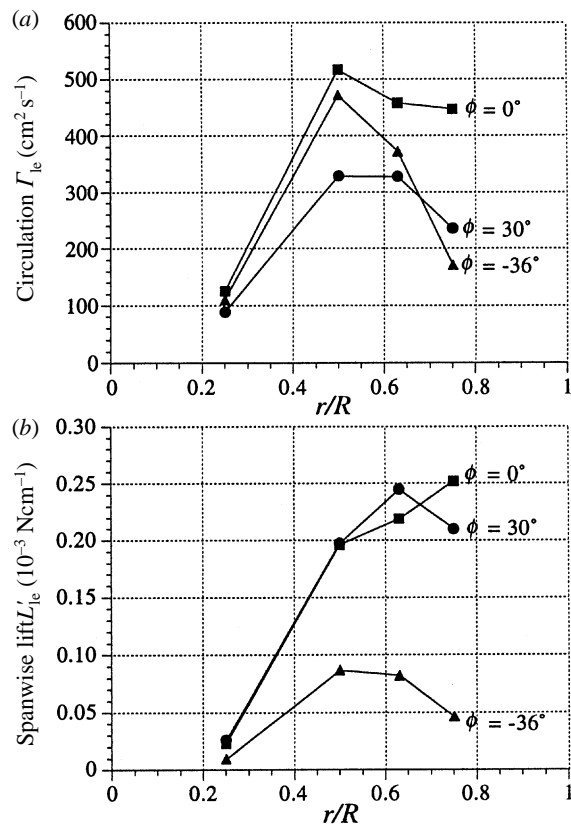 (a)
600
500
400
300
200
100
0
Circulation Γle (cm² s⁻¹)
ϕ = 0°
ϕ = 30°
ϕ = -36°
0 0.2 0.4 0.6 0.8 1
r/R
(b)
0.30
0.25
0.20
0.15
0.10
0.05
0
Spanwise liftL′le (10⁻³ Ncm⁻¹)
ϕ = 0°
ϕ = 30°
ϕ = -36°
0 0.2 0.4 0.6 0.8 1
r/R